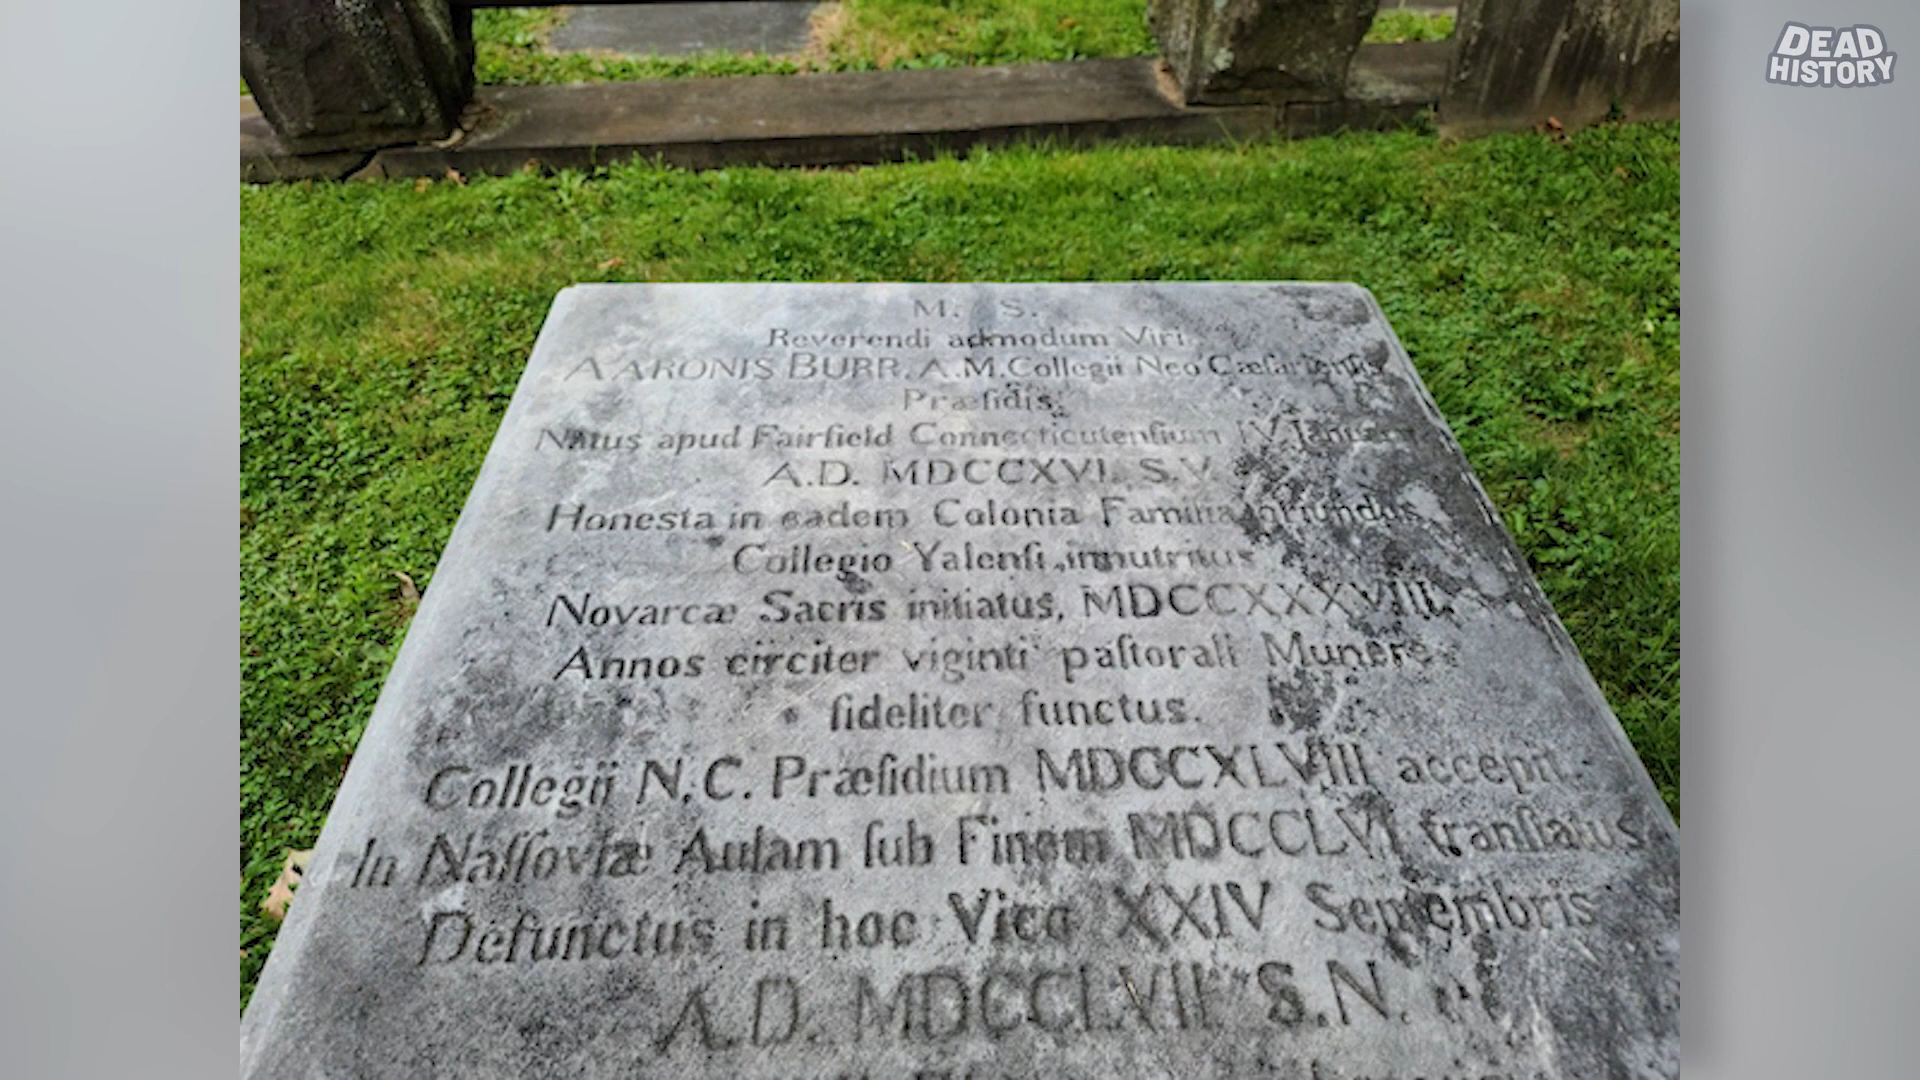 DEAD
HISTORY
M. S.
Reverendi admodum Viri,
AARONIS BURR, A.M. Collegii Neo Cæſarienſis
Præſidis.
Natus apud Fairfield Connecticutenſium IV. Januarii
A.D. MDCCXVI. S.V.
Honesta in eadem Colonia Familia oriundus,
Collegio Yalenſi innutritus
Novarcæ Sacris initiatus, MDCCXXXVIII.
Annos circiter viginti paſtorali Munere
fideliter functus.
Collegii N.C. Præſidium MDCCXLVIII accepit.
In Naſſoviæ Aulam ſub Finem MDCCLVI tranſlatus
Defunctus in hoc Vico XXIV Septembris
A.D. MDCCLVII S.N.